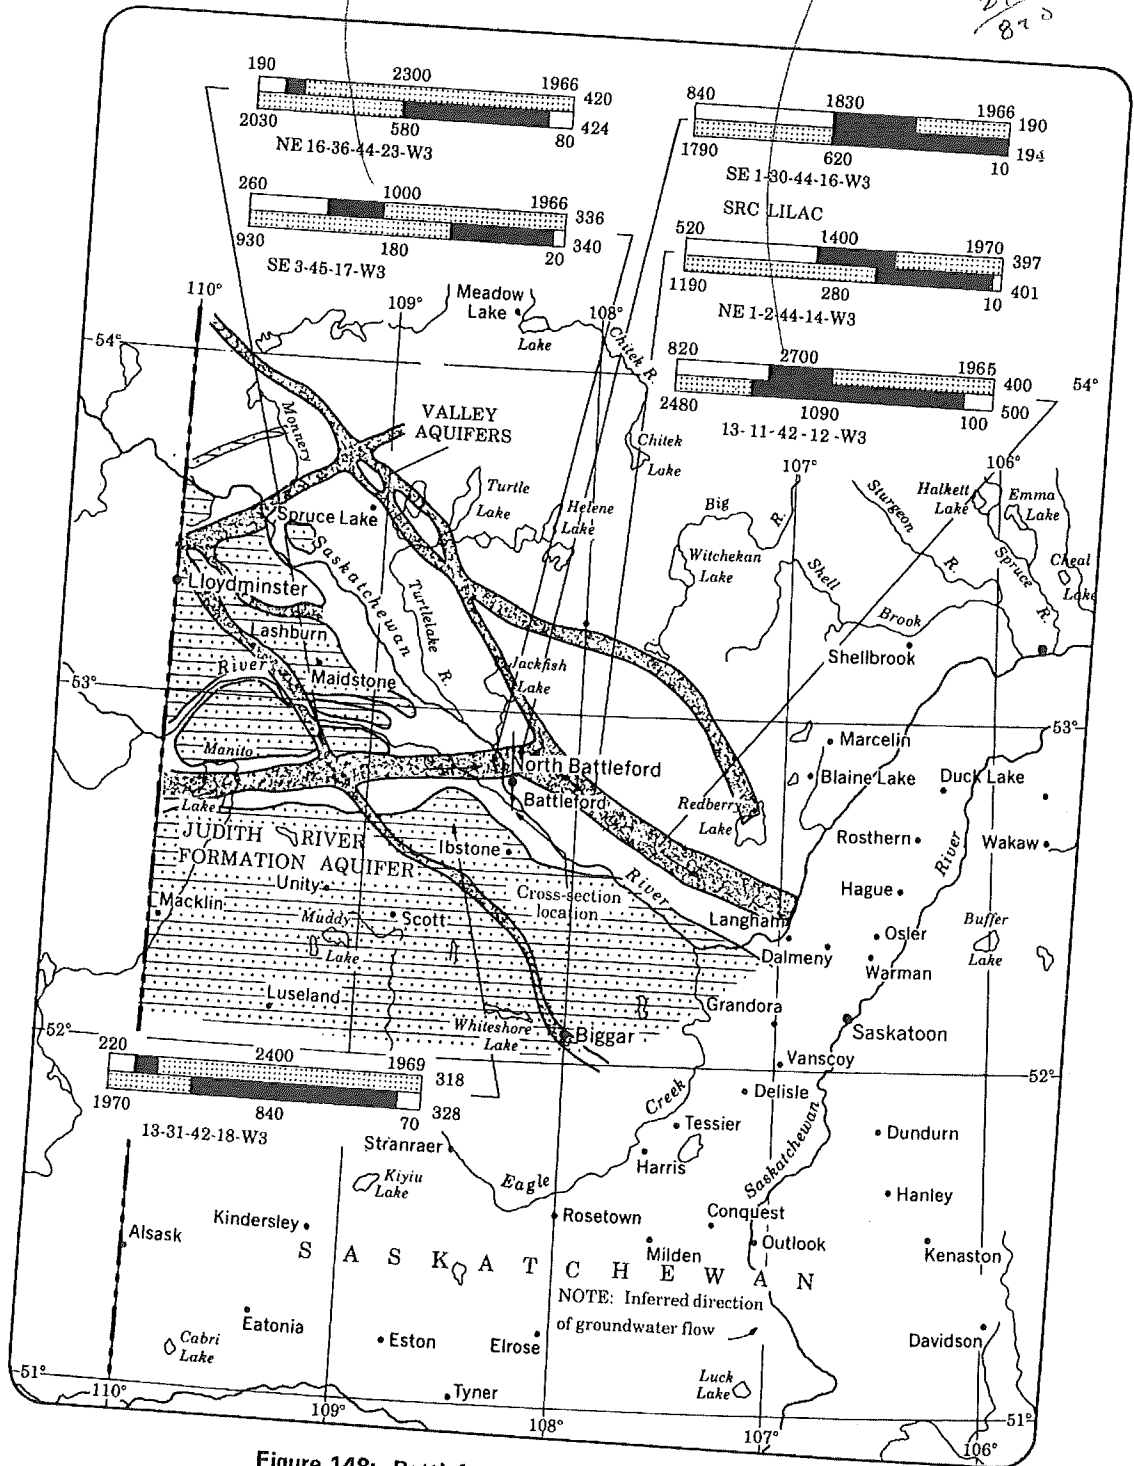 870
190 2300 1966 420
2030 580 80 424
NE 16-36-44-23-W3
840 1830 1966 190
1790 620 10 194
SE 1-30-44-16-W3
260 1000 1966 336
930 180 20 340
SE 3-45-17-W3
SRC LILAC
520 1400 1970 397
1190 280 10 401
NE 1-2-44-14-W3
820 2700 1965 400
2480 1090 100 500
13-11-42-12-W3
110°
109°
108°
107°
106°
54°
54°
Meadow
Lake
Lake
Chitek R.
VALLEY
AQUIFERS
Monnery
Chitek
Lake
Turtle
Lake
Helene
Lake
Big
R.
Sturgeon
R.
Halkett
Lake
Emma
Lake
Spruce Lake
Witchekan
Lake
Shell
Brook
Spruce
R.
Cheal
Lake
Saskatchewan
Turtlelake
R.
Lloydminster
Lashburn
River
Maidstone
Jackfish
Lake
Shellbrook
53°
53°
Manito
Lake
North Battleford
Battleford
Marcelin
Blaine Lake
Duck Lake
Redberry
Lake
JUDITH RIVER
FORMATION AQUIFER
Ibstone
Rosthern
River
Wakaw
Unity
Cross-section
location
River
Hague
Macklin
Muddy
Lake
Scott
Langham
Osler
Buffer
Lake
Dalmeny
Warman
Luseland
Grandora
Whiteshore
Lake
Biggar
Saskatoon
52°
52°
220 2400 1969 318
1970 840 70 328
13-31-42-18-W3
Vanscoy
Delisle
Creek
Tessier
Saskatchewan
Dundurn
Stranraer
Harris
Kiyiu
Lake
Eagle
Hanley
Kindersley
Rosetown
Conquest
Alsask
Milden
Outlook
Kenaston
S A S K A T C H E W A N
NOTE: Inferred direction
of groundwater flow
Eatonia
Eston
Elrose
Davidson
Cabri
Lake
Luck
Lake
Tyner
51°
51°
110°
109°
108°
107°
106°
Figure 148: